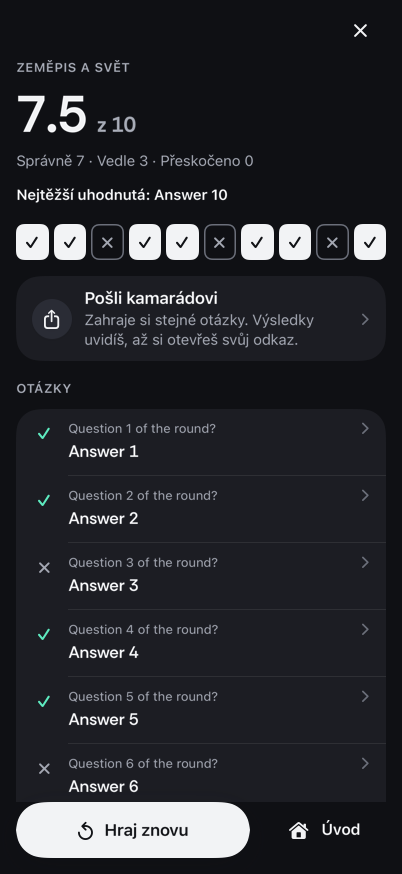 ZEMĚPIS A SVĚT
7.5 z 10
Správně 7 · Vedle 3 · Přeskočeno 0
Nejtěžší uhodnutá: Answer 10
Pošli kamarádovi
Zahraje si stejné otázky. Výsledky
uvidíš, až si otevřeš svůj odkaz.
OTÁZKY
Question 1 of the round?
Answer 1
Question 2 of the round?
Answer 2
Question 3 of the round?
Answer 3
Question 4 of the round?
Answer 4
Question 5 of the round?
Answer 5
Question 6 of the round?
Answer 6
Hraj znovu
Úvod